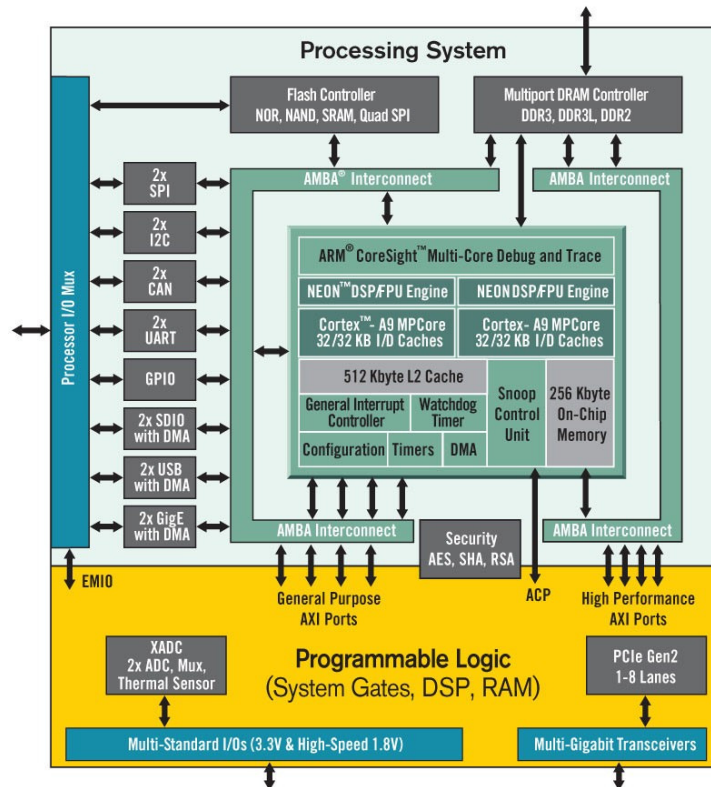 Processing System
Flash Controller
NOR, NAND, SRAM, Quad SPI
Multiport DRAM Controller
DDR3, DDR3L, DDR2
Processor I/O Mux
2x
SPI
2x
I2C
2x
CAN
2x
UART
GPIO
2x SDIO
with DMA
2x USB
with DMA
2x GigE
with DMA
AMBA® Interconnect
AMBA Interconnect
ARM® CoreSight™ Multi-Core Debug and Trace
NEON™ DSP/FPU Engine
NEON DSP/FPU Engine
Cortex™- A9 MPCore
32/32 KB I/D Caches
Cortex- A9 MPCore
32/32 KB I/D Caches
512 Kbyte L2 Cache
General Interrupt
Controller
Watchdog
Timer
Configuration
Timers
DMA
Snoop
Control
Unit
256 Kbyte
On-Chip
Memory
AMBA Interconnect
Security
AES, SHA, RSA
AMBA Interconnect
EMIO
General Purpose
AXI Ports
ACP
High Performance
AXI Ports
XADC
2x ADC, Mux,
Thermal Sensor
Programmable Logic
(System Gates, DSP, RAM)
PCIe Gen2
1-8 Lanes
Multi-Standard I/Os (3.3V & High-Speed 1.8V)
Multi-Gigabit Transceivers